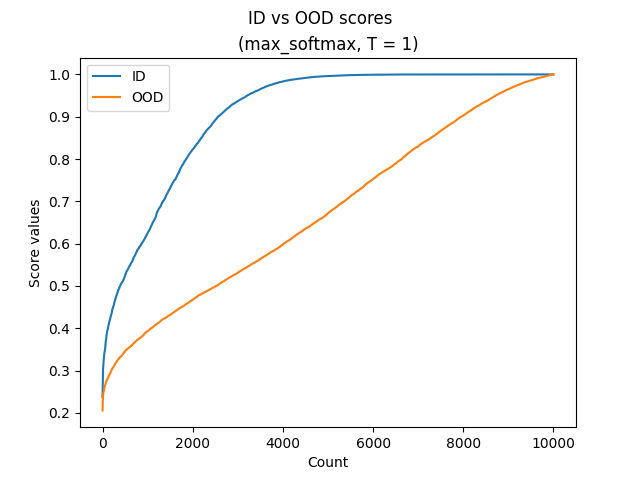 ID vs OOD scores
(max_softmax, T = 1)
ID
OOD
1.0
0.9
0.8
0.7
0.6
0.5
0.4
0.3
0.2
Score values
0
2000
4000
6000
8000
10000
Count